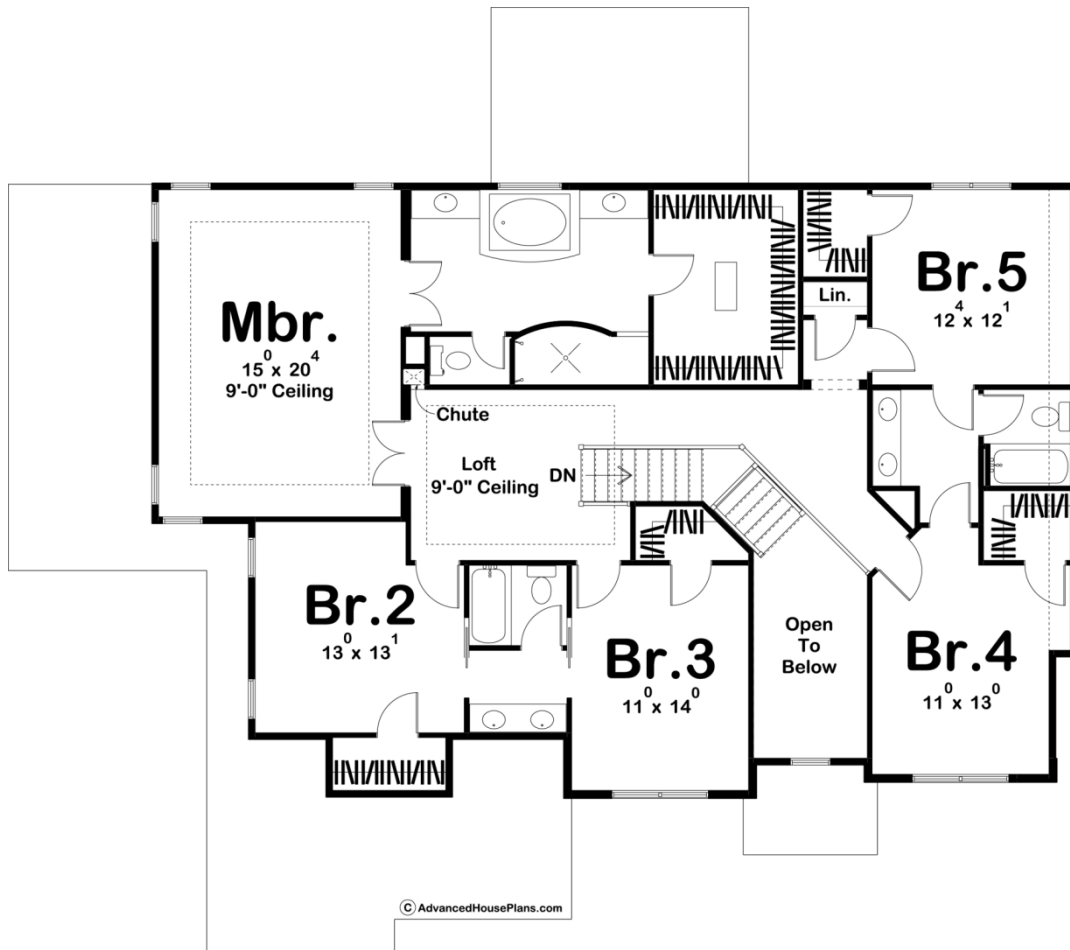 Mbr.
15⁰ x 20⁴
9'-0" Ceiling
Br.5
12⁴ x 12¹
Lin.
Chute
Loft
9'-0" Ceiling
DN
Br.2
13⁰ x 13¹
Br.3
11⁰ x 14⁰
Open
To
Below
Br.4
11⁰ x 13⁰
© AdvancedHousePlans.com